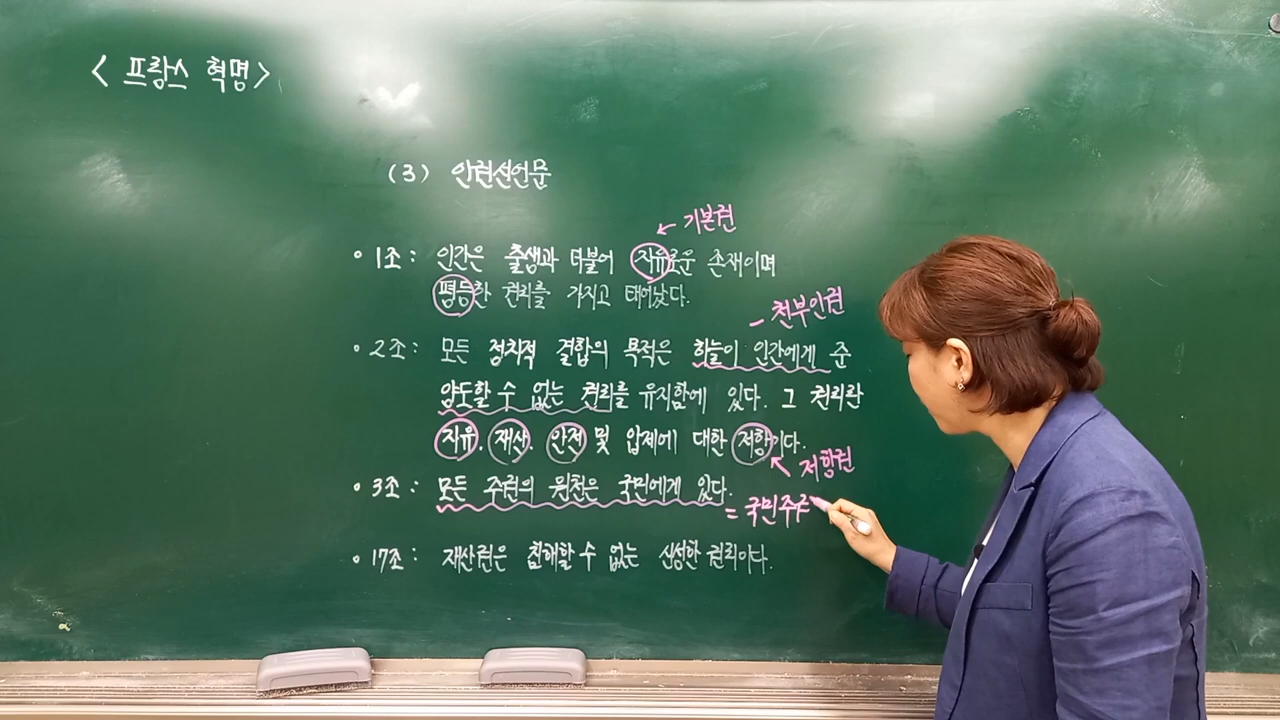 < 프랑스 혁명 >
(3) 인권선언문
← 기본권
• 1조 : 인간은 출생과 더불어 자유로운 존재이며
평등한 권리를 가지고 태어났다.
- 천부인권
• 2조 : 모든 정치적 결합의 목적은 하늘이 인간에게 준
양도할 수 없는 권리를 유지함에 있다. 그 권리란
자유, 재산, 안전 및 압제에 대한 저항이다.
↖ 저항권
• 3조 : 모든 주권의 원천은 국민에게 있다.
= 국민주
• 17조 : 재산권은 침해할 수 없는 신성한 권리이다.